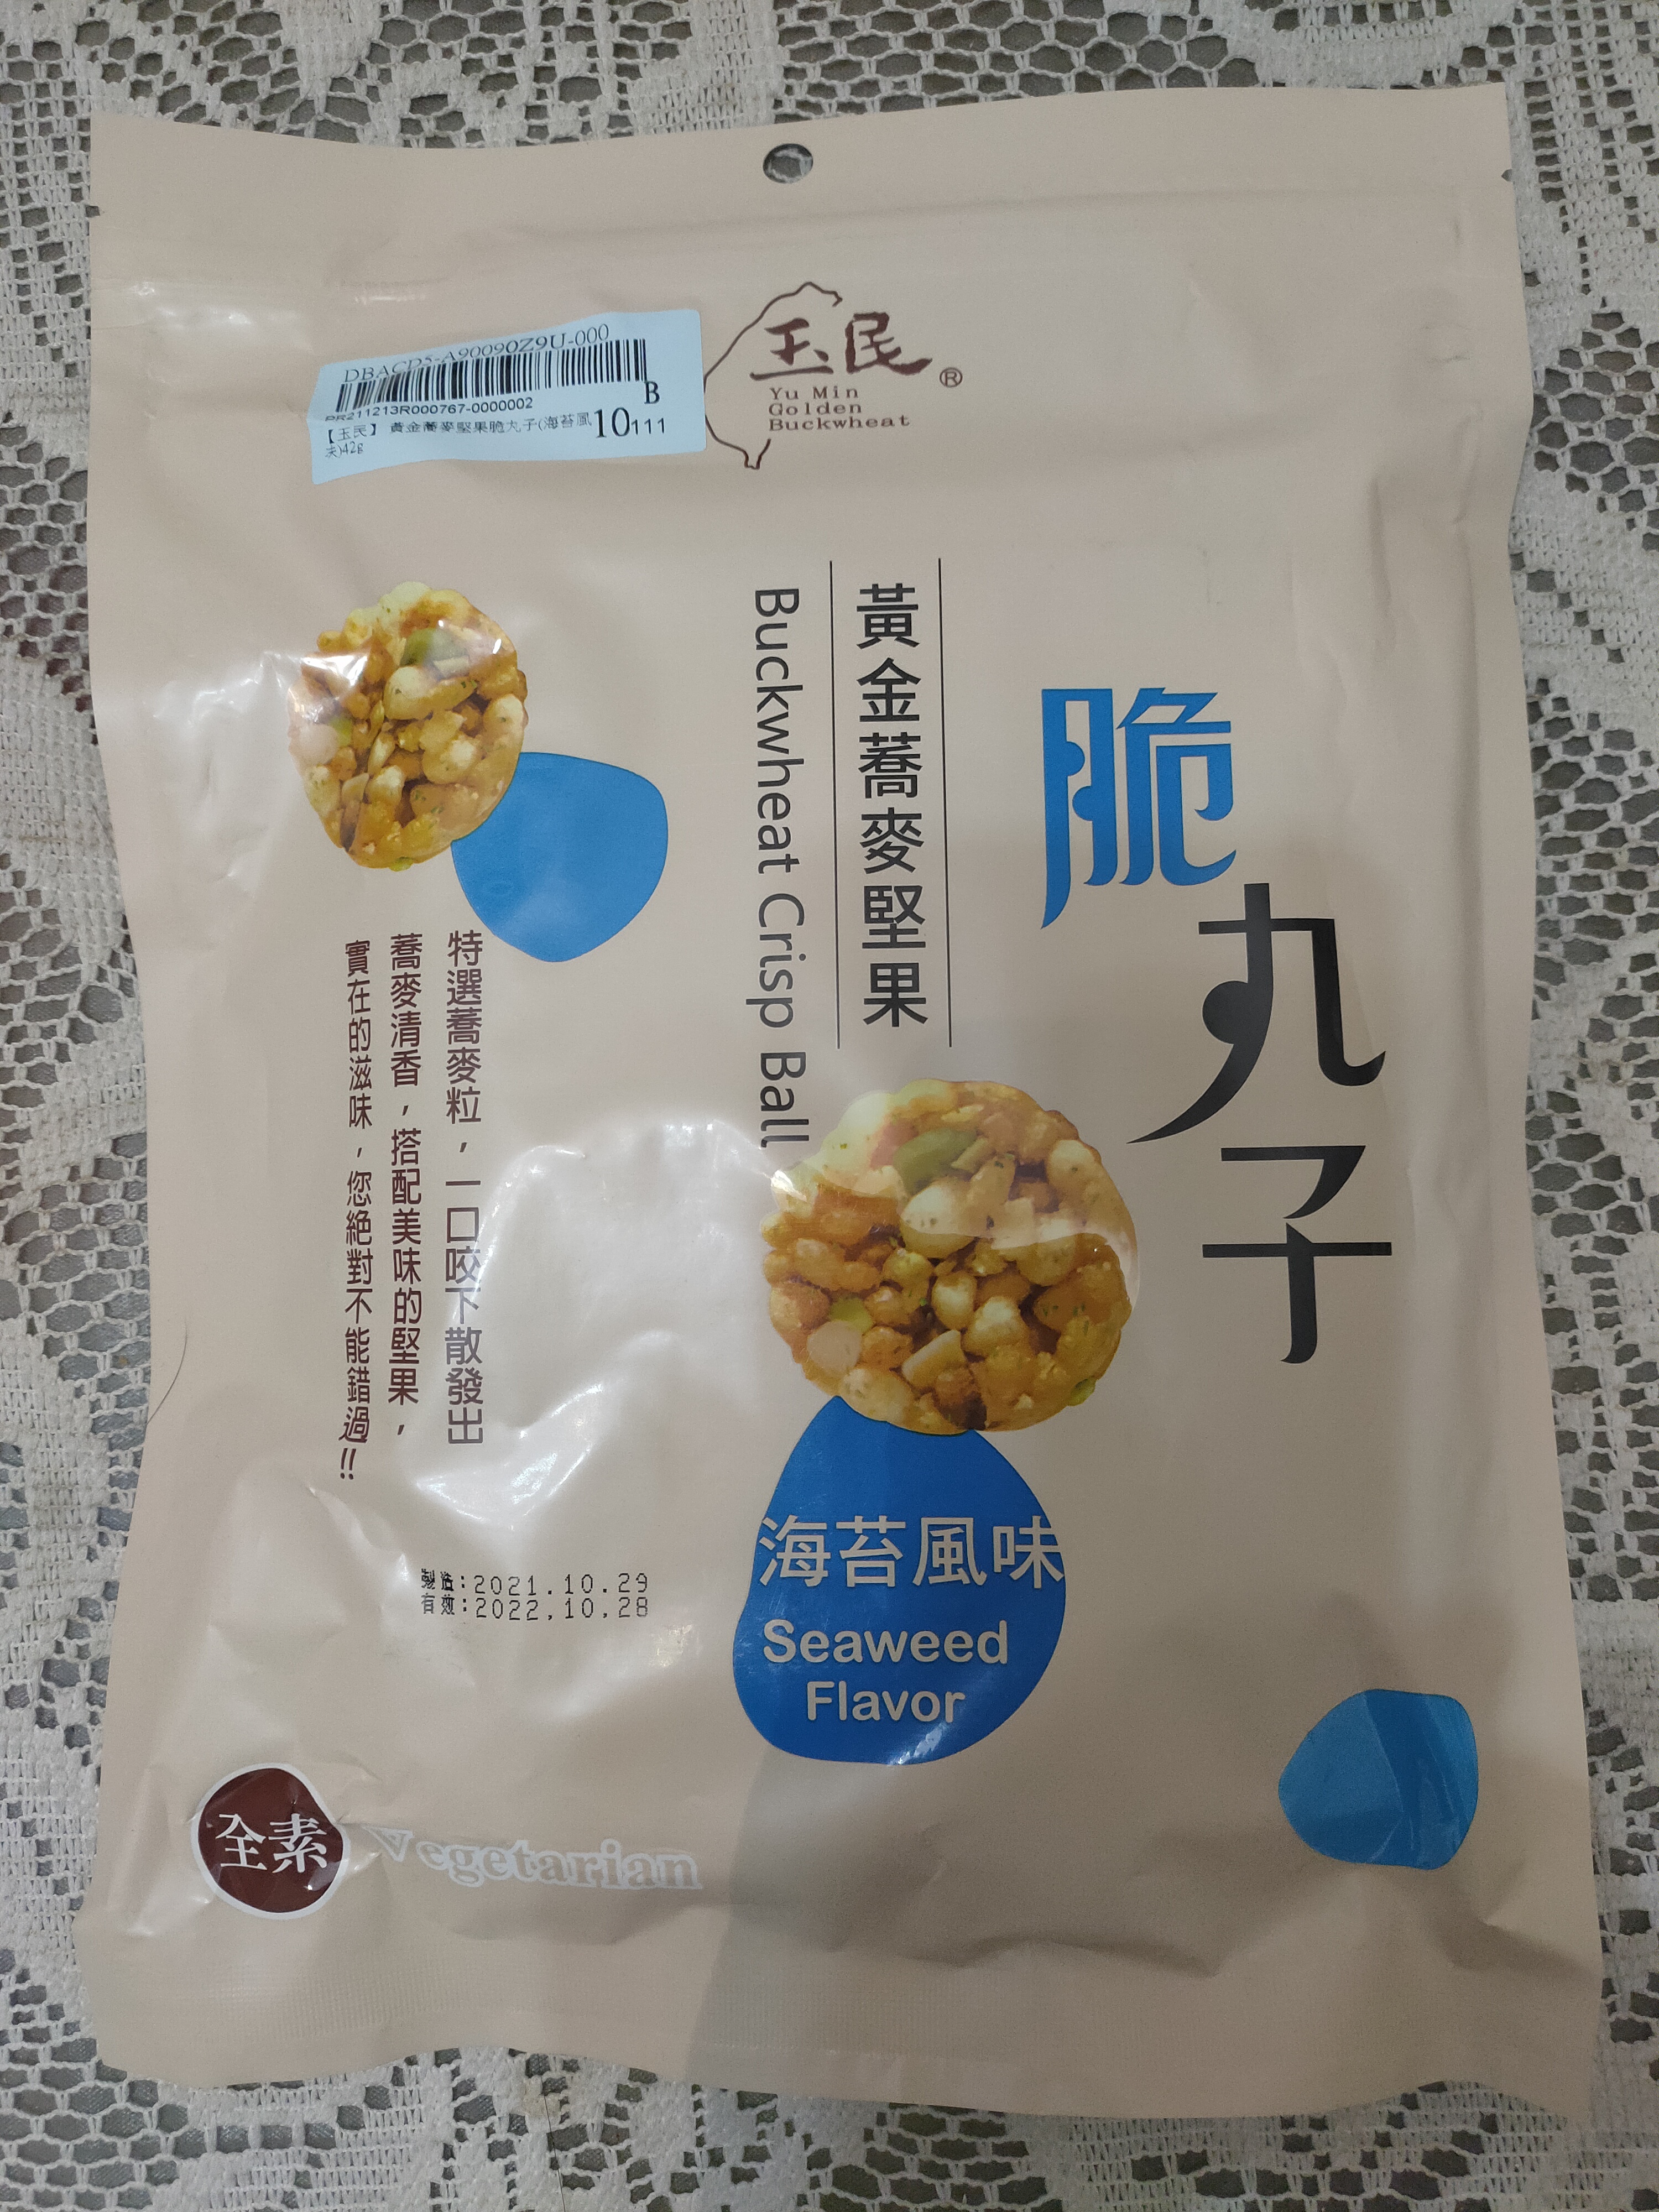 DBACD5-A90090Z9U-000
B
PR211213R000767-0000002
【玉民】 黃金蕎麥堅果脆丸子(海苔風
10111
味)42g
玉民®
Yu Min
Golden
Buckwheat
脆丸子
黃金蕎麥堅果
Buckwheat Crisp Ball
特選蕎麥粒，一口咬下散發出
蕎麥清香，搭配美味的堅果，
實在的滋味，您絕對不能錯過!!
製造:2021.10.29
有效:2022.10.28
海苔風味
Seaweed
Flavor
全素
Vegetarian